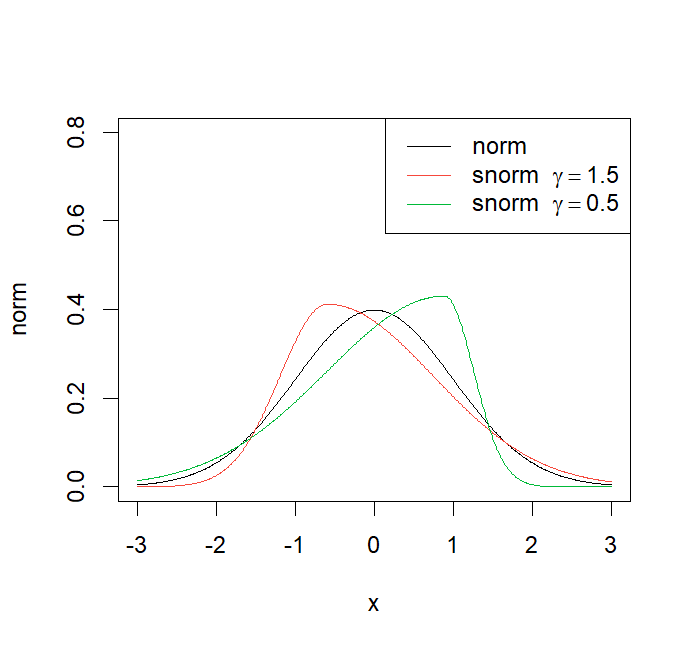 norm
snorm γ = 1.5
snorm γ = 0.5
norm
0.8
0.6
0.4
0.2
0.0
-3 -2 -1 0 1 2 3
x